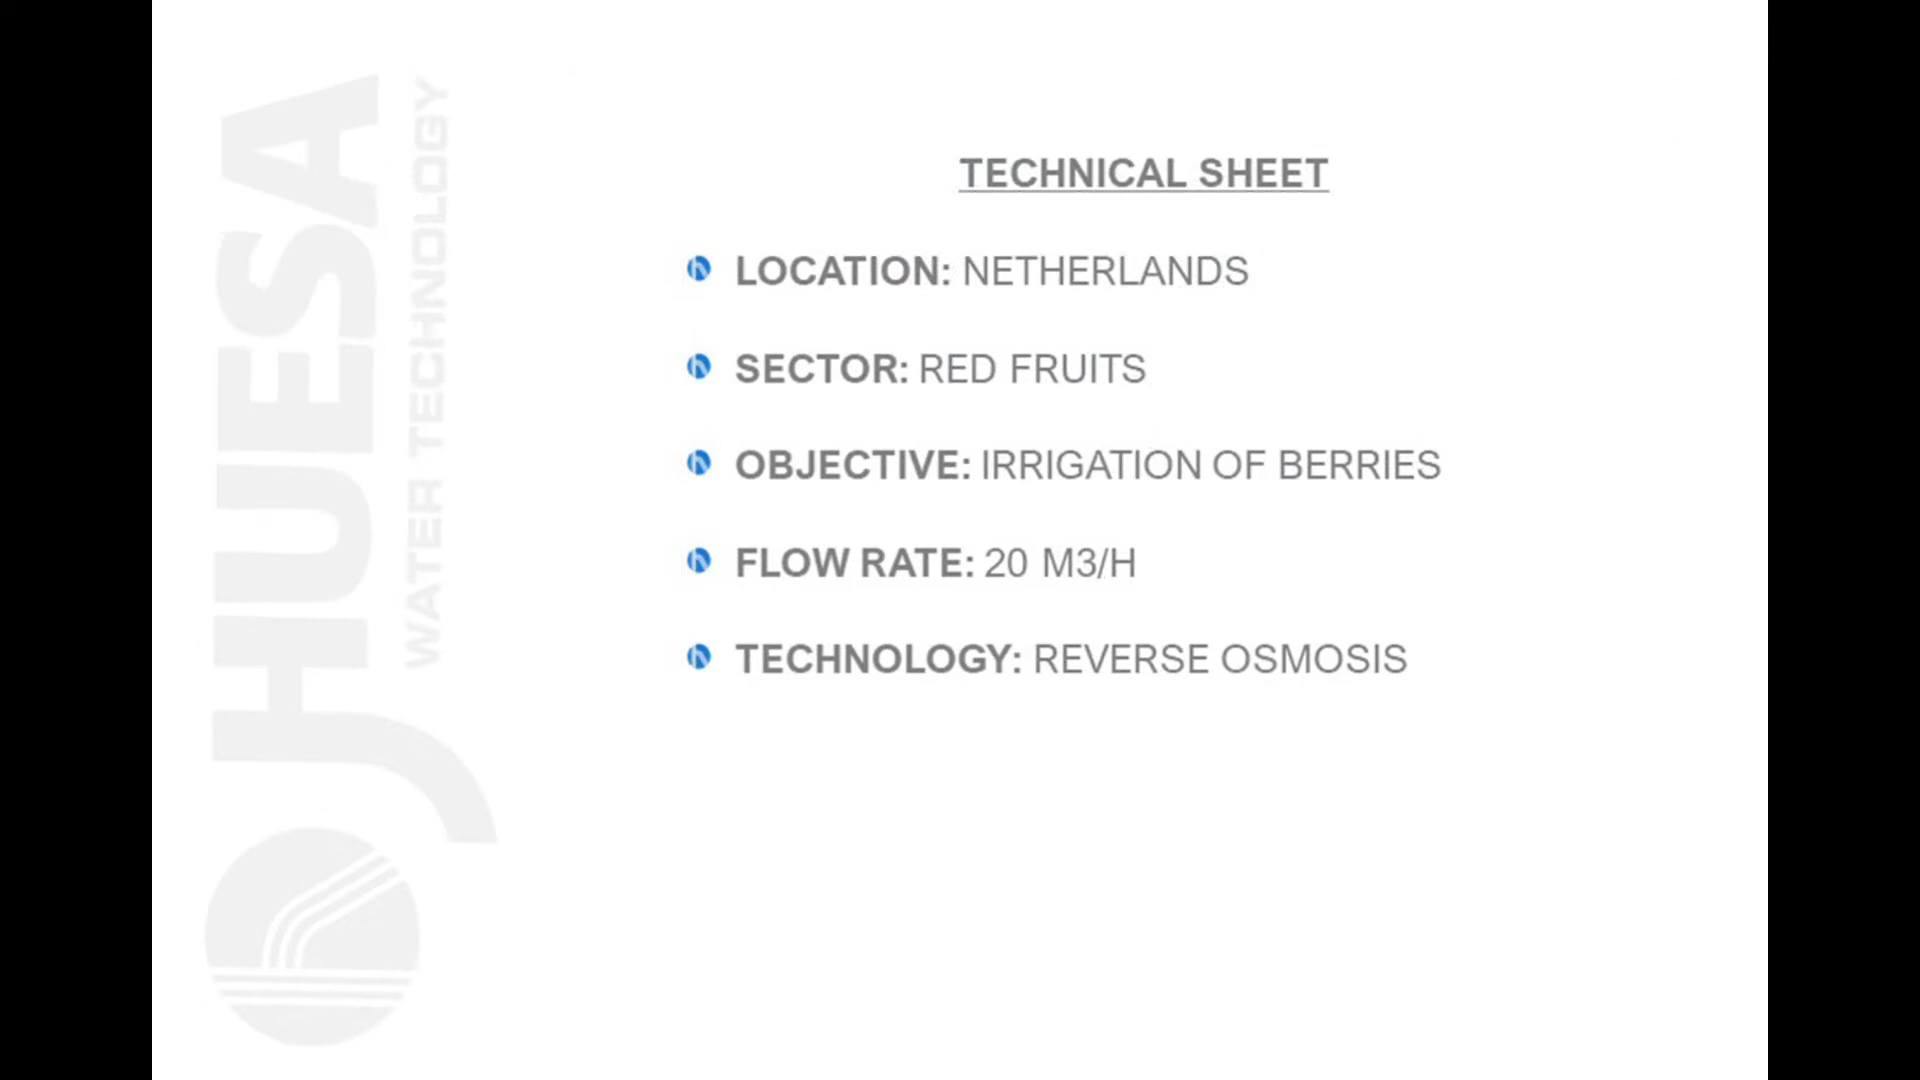 J HUESA
WATER TECHNOLOGY
TECHNICAL SHEET
LOCATION: NETHERLANDS
SECTOR: RED FRUITS
OBJECTIVE: IRRIGATION OF BERRIES
FLOW RATE: 20 M3/H
TECHNOLOGY: REVERSE OSMOSIS